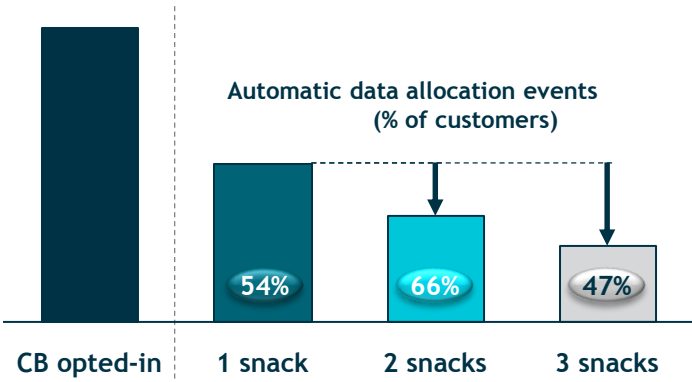 Automatic data allocation events
(% of customers)
54%
66%
47%
CB opted-in
1 snack
2 snacks
3 snacks